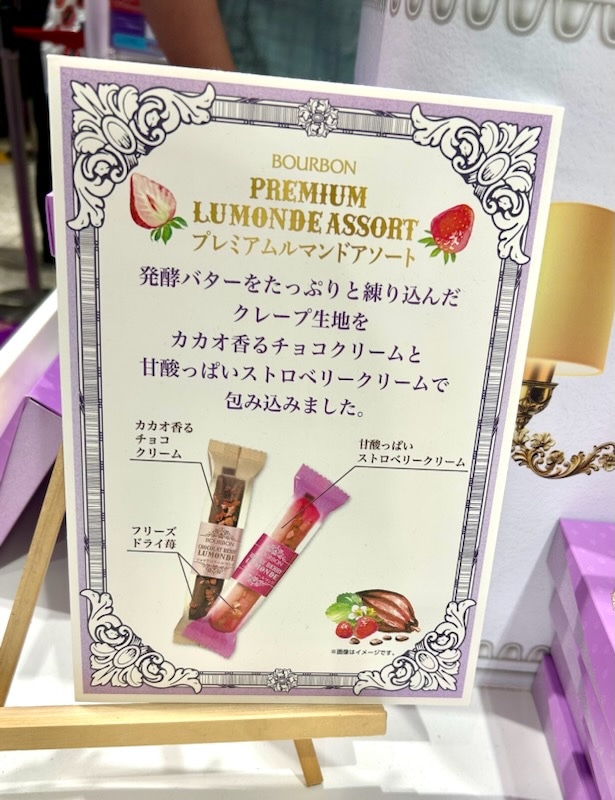 BOURBON
PREMIUM
LUMONDE ASSORT
プレミアムルマンドアソート
発酵バターをたっぷりと練り込んだ
クレープ生地を
カカオ香るチョコクリームと
甘酸っぱいストロベリークリームで
包み込みました。
カカオ香る
チョコ
クリーム
甘酸っぱい
ストロベリークリーム
フリーズ
ドライ苺
BOURBON
CHOCOLAT BERRY
LUMONDE
BOURBON
BERRY
LUMONDE
※画像はイメージです。